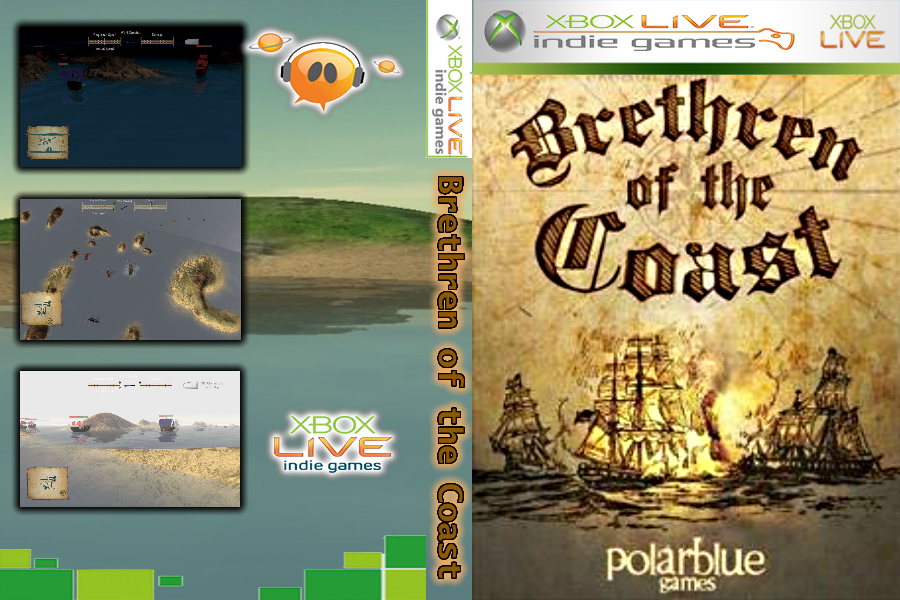 XBOX
LIVE
indie games
XBOX LIVE
indie games
Brethren of the Coast
XBOX LIVE
indie games
XBOX
LIVE
Brethren
of the
Coast
polarblue
games